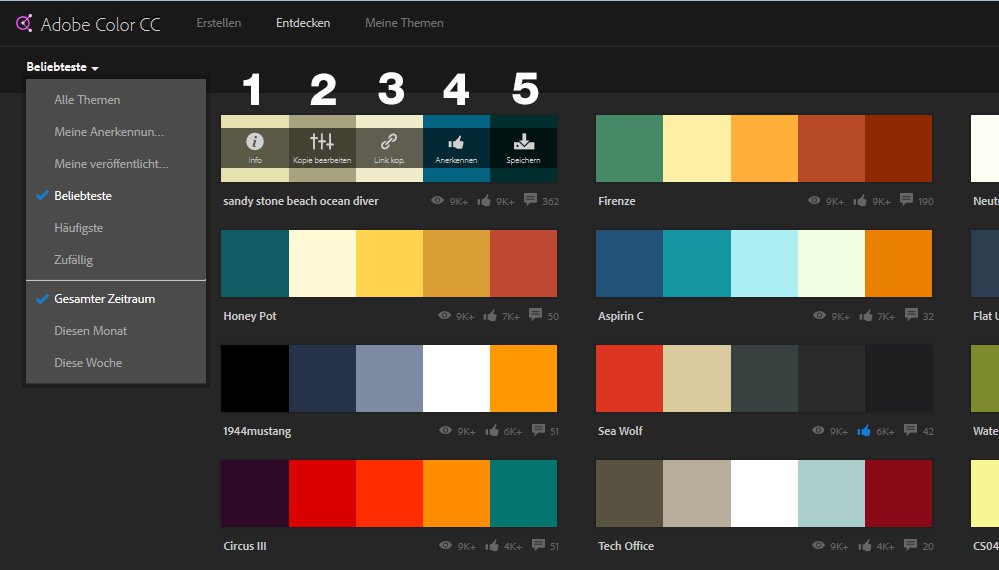 Adobe Color CC
Erstellen
Entdecken
Meine Themen
Beliebteste
Alle Themen
Meine Anerkennun...
Meine veröffentlicht...
Beliebteste
Häufigste
Zufällig
Gesamter Zeitraum
Diesen Monat
Diese Woche
1 2 3 4 5
Info
Kopie bearbeiten
Link kop.
Anerkennen
Speichern
sandy stone beach ocean diver
9K+ 9K+ 362
Firenze
9K+ 9K+ 190
Neutr
Honey Pot
9K+ 7K+ 50
Aspirin C
9K+ 7K+ 32
Flat U
1944mustang
9K+ 6K+ 51
Sea Wolf
9K+ 6K+ 42
Wate
Circus III
9K+ 4K+ 51
Tech Office
9K+ 4K+ 20
CS04